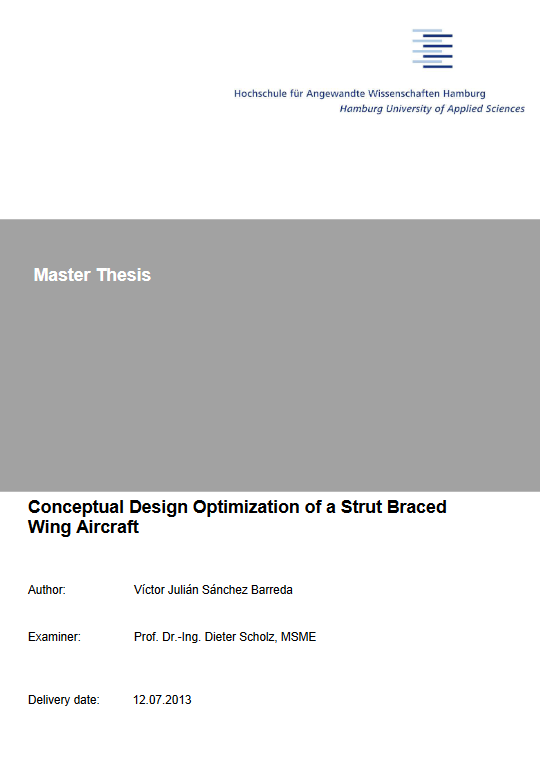 Hochschule für Angewandte Wissenschaften Hamburg
Hamburg University of Applied Sciences
Master Thesis
Conceptual Design Optimization of a Strut Braced
Wing Aircraft
Author: Víctor Julián Sánchez Barreda
Examiner: Prof. Dr.-Ing. Dieter Scholz, MSME
Delivery date: 12.07.2013